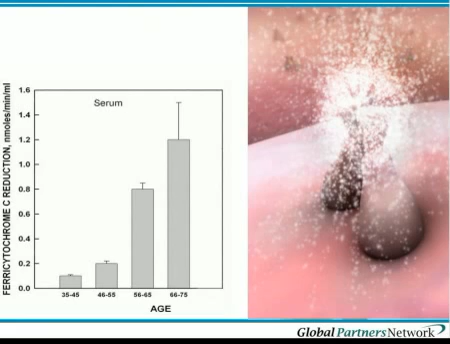 Serum
FERRICYTOCHROME C REDUCTION, nmoles/min/ml
1.6
1.4
1.2
1.0
0.8
0.6
0.4
0.2
0.0
35-45 46-55 56-65 66-75
AGE
Global Partners Network